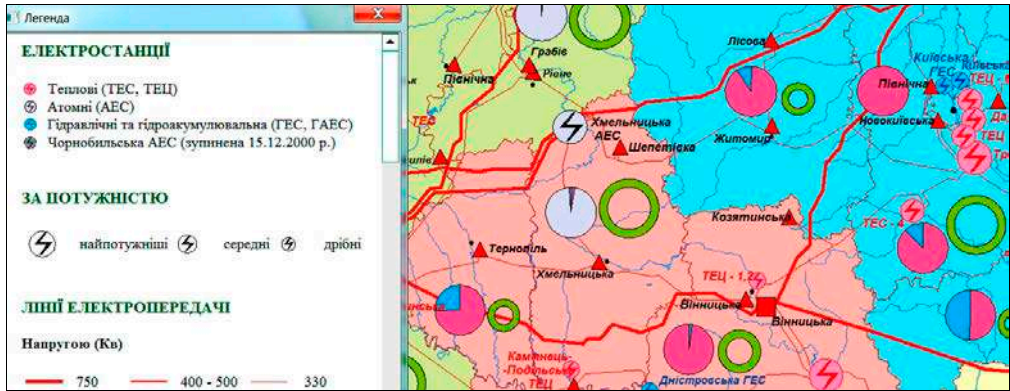 Легенда
ЕЛЕКТРОСТАНЦІЇ
Теплові (ТЕС, ТЕЦ)
Атомні (АЕС)
Гідравлічні та гідроакумулювальна (ГЕС, ГАЕС)
Чорнобильська АЕС (зупинена 15.12.2000 р.)
ЗА ПОТУЖНІСТЮ
найпотужніші середні дрібні
ЛІНІЇ ЕЛЕКТРОПЕРЕДАЧІ
Напругою (Кв)
750 400 - 500 330
Грабів
Північна
Рівне
ТЕС
Хмельницька
АЕС
Шепетівка
Тернопіль
Хмельницька
Лісова
Житомир
Київська
ГЕС
Північна
ТЕЦ -
Новокиївська
ТЕЦ
Козятинська
ТЕС - 4
ТЕЦ - 1,2
Вінницька
Вінницька
Камянець-
-Подільська
ТЕЦ
Дністровська ГЕС